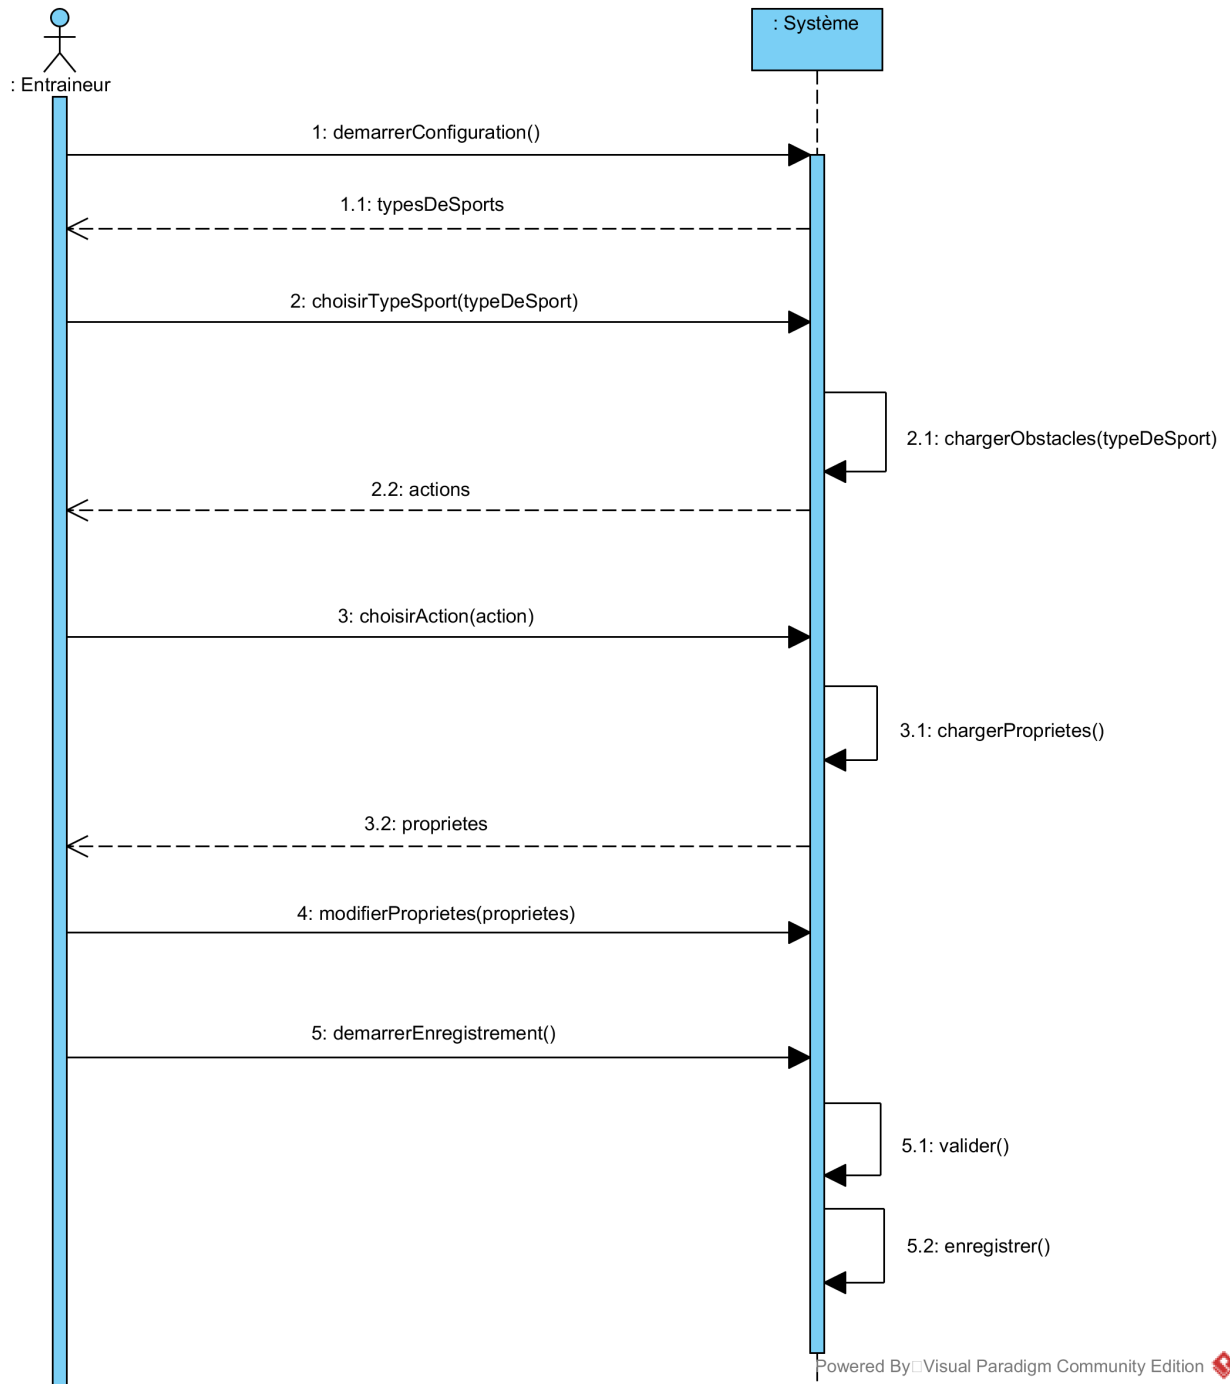 : Entraineur
: Système
1: demarrerConfiguration()
1.1: typesDeSports
2: choisirTypeSport(typeDeSport)
2.1: chargerObstacles(typeDeSport)
2.2: actions
3: choisirAction(action)
3.1: chargerProprietes()
3.2: proprietes
4: modifierProprietes(proprietes)
5: demarrerEnregistrement()
5.1: valider()
5.2: enregistrer()
Powered By Visual Paradigm Community Edition